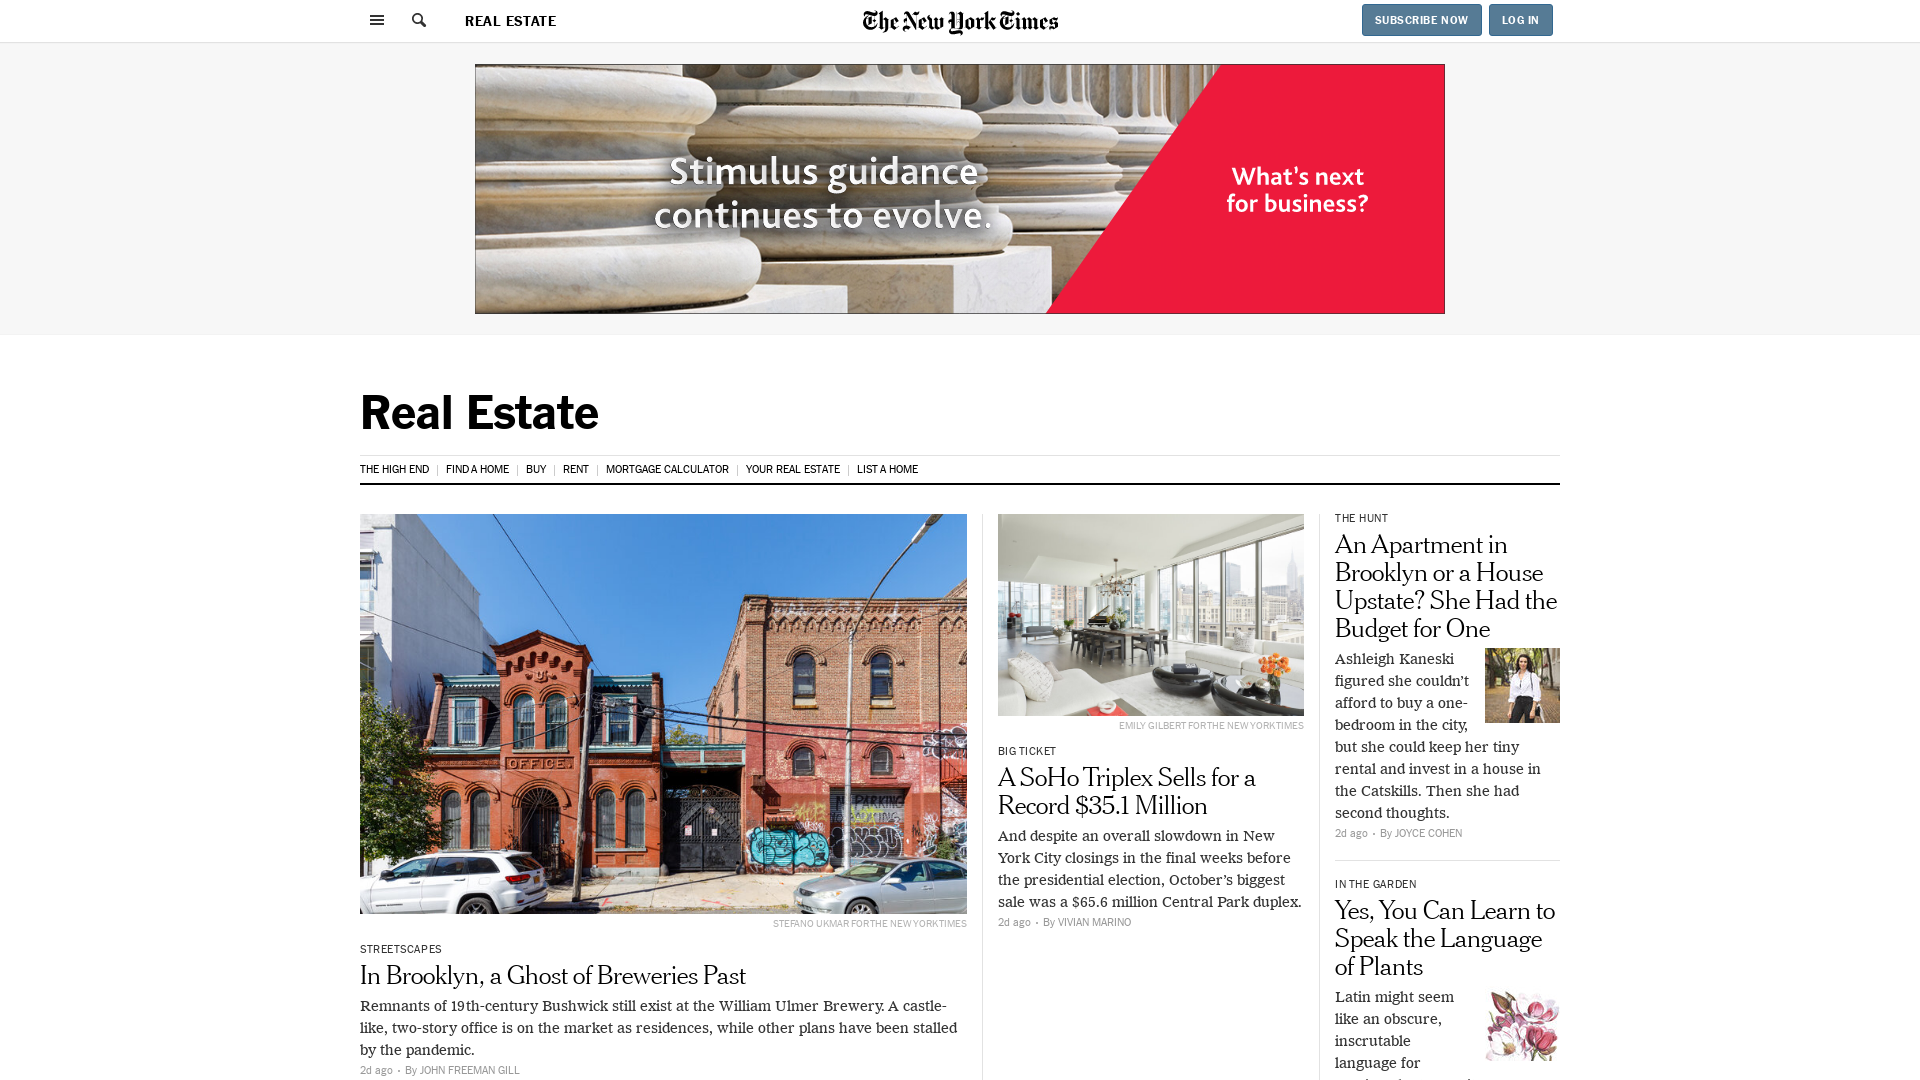 REAL ESTATE
The New York Times
SUBSCRIBE NOW
LOG IN
Stimulus guidance
continues to evolve.
What's next
for business?
Real Estate
THE HIGH END
FIND A HOME
BUY
RENT
MORTGAGE CALCULATOR
YOUR REAL ESTATE
LIST A HOME
OFFICE.
NO PARKING
STEFANO UKMAR FOR THE NEW YORK TIMES
STREETSCAPES
In Brooklyn, a Ghost of Breweries Past
Remnants of 19th-century Bushwick still exist at the William Ulmer Brewery. A castle-
like, two-story office is on the market as residences, while other plans have been stalled
by the pandemic.
2d ago · By JOHN FREEMAN GILL
EMILY GILBERT FOR THE NEW YORK TIMES
BIG TICKET
A SoHo Triplex Sells for a
Record $35.1 Million
And despite an overall slowdown in New
York City closings in the final weeks before
the presidential election, October's biggest
sale was a $65.6 million Central Park duplex.
2d ago · By VIVIAN MARINO
THE HUNT
An Apartment in
Brooklyn or a House
Upstate? She Had the
Budget for One
Ashleigh Kaneski
figured she couldn't
afford to buy a one-
bedroom in the city,
but she could keep her tiny
rental and invest in a house in
the Catskills. Then she had
second thoughts.
2d ago · By JOYCE COHEN
IN THE GARDEN
Yes, You Can Learn to
Speak the Language
of Plants
Latin might seem
like an obscure,
inscrutable
language for